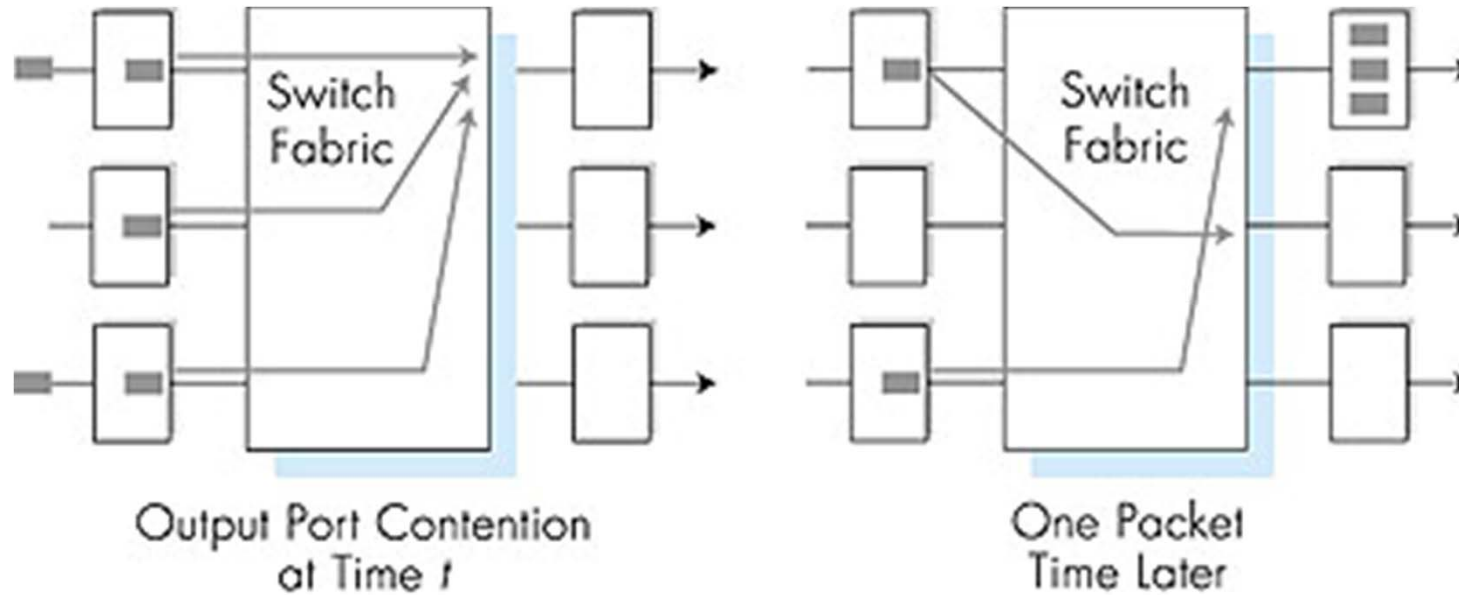 Switch
Fabric
Switch
Fabric
Output Port Contention
at Time t
One Packet
Time Later